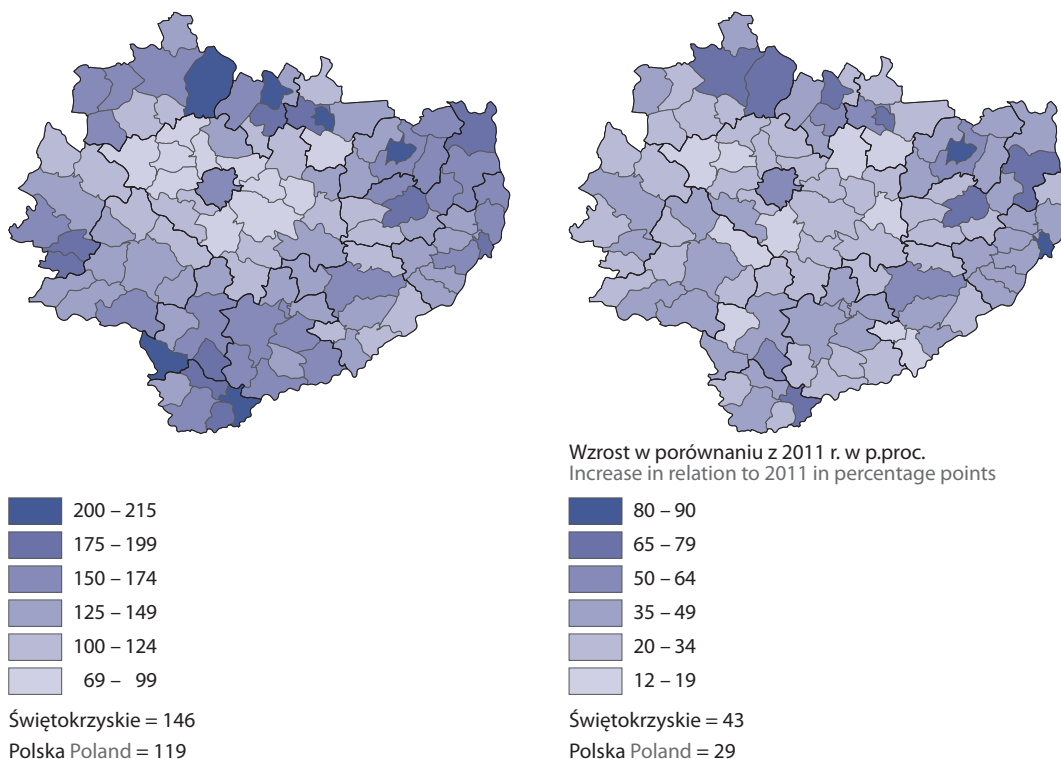 200 – 215
175 – 199
150 – 174
125 – 149
100 – 124
69 – 99
Świętokrzyskie = 146
Polska Poland = 119
Wzrost w porównaniu z 2011 r. w p.proc.
Increase in relation to 2011 in percentage points
80 – 90
65 – 79
50 – 64
35 – 49
20 – 34
12 – 19
Świętokrzyskie = 43
Polska Poland = 29